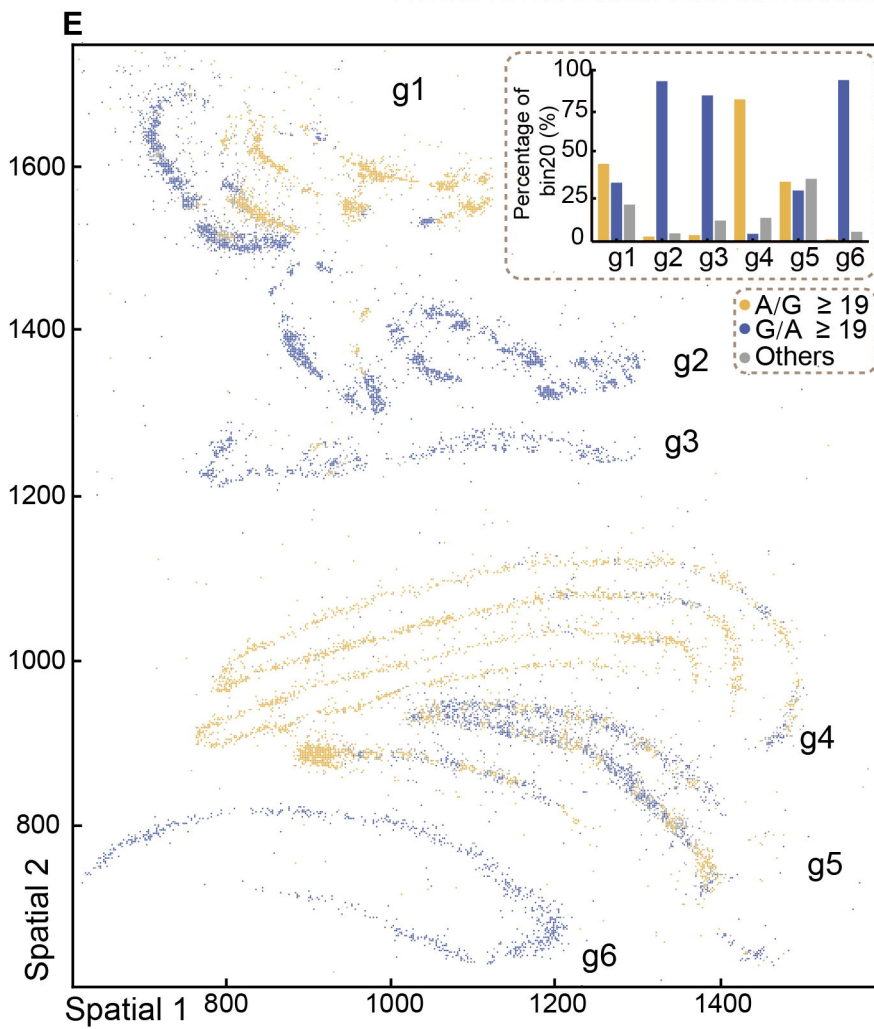 E
g1
g2
g3
g4
g5
g6
1600
1400
1200
1000
800
Spatial 2
Spatial 1
800
1000
1200
1400
Percentage of
bin20 (%)
100
75
50
25
0
g1 g2 g3 g4 g5 g6
A/G ≥ 19
G/A ≥ 19
Others